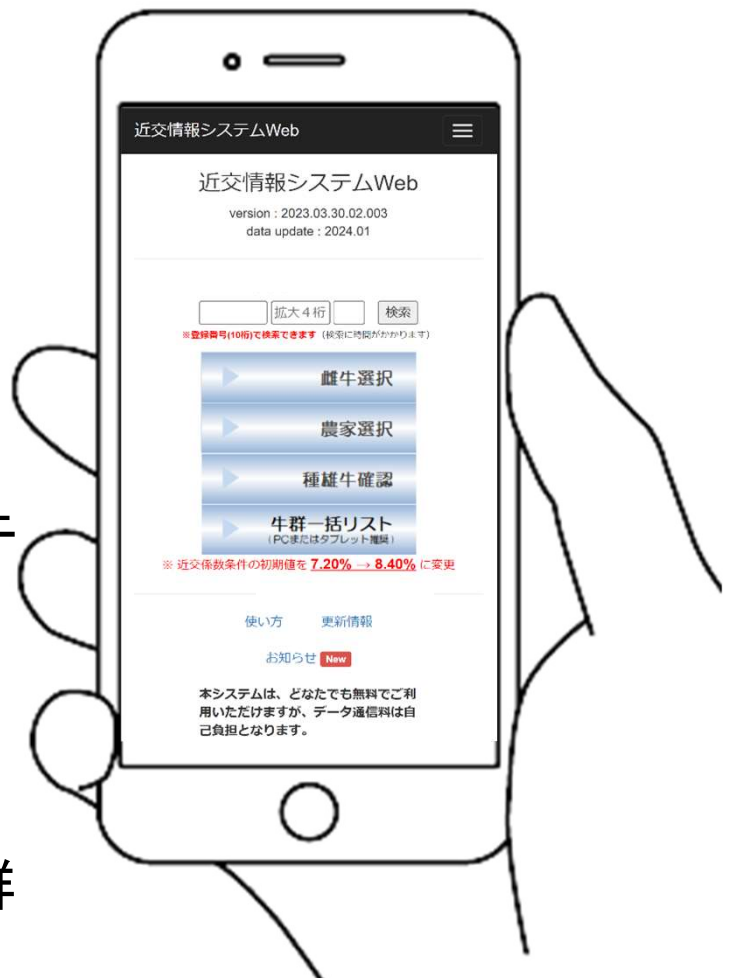 近交情報システムWeb
近交情報システムWeb
version : 2023.03.30.02.003
data update : 2024.01
拡大４桁 検索
※登録番号(10桁)で検索できます（検索に時間がかかります）
雌牛選択
農家選択
種雄牛確認
牛群一括リスト
（PCまたはタブレット推奨）
※ 近交係数条件の初期値を 7.20% → 8.40% に変更
使い方 更新情報
お知らせ New
本システムは、どなたでも無料でご利
用いただけますが、データ通信料は自
己負担となります。